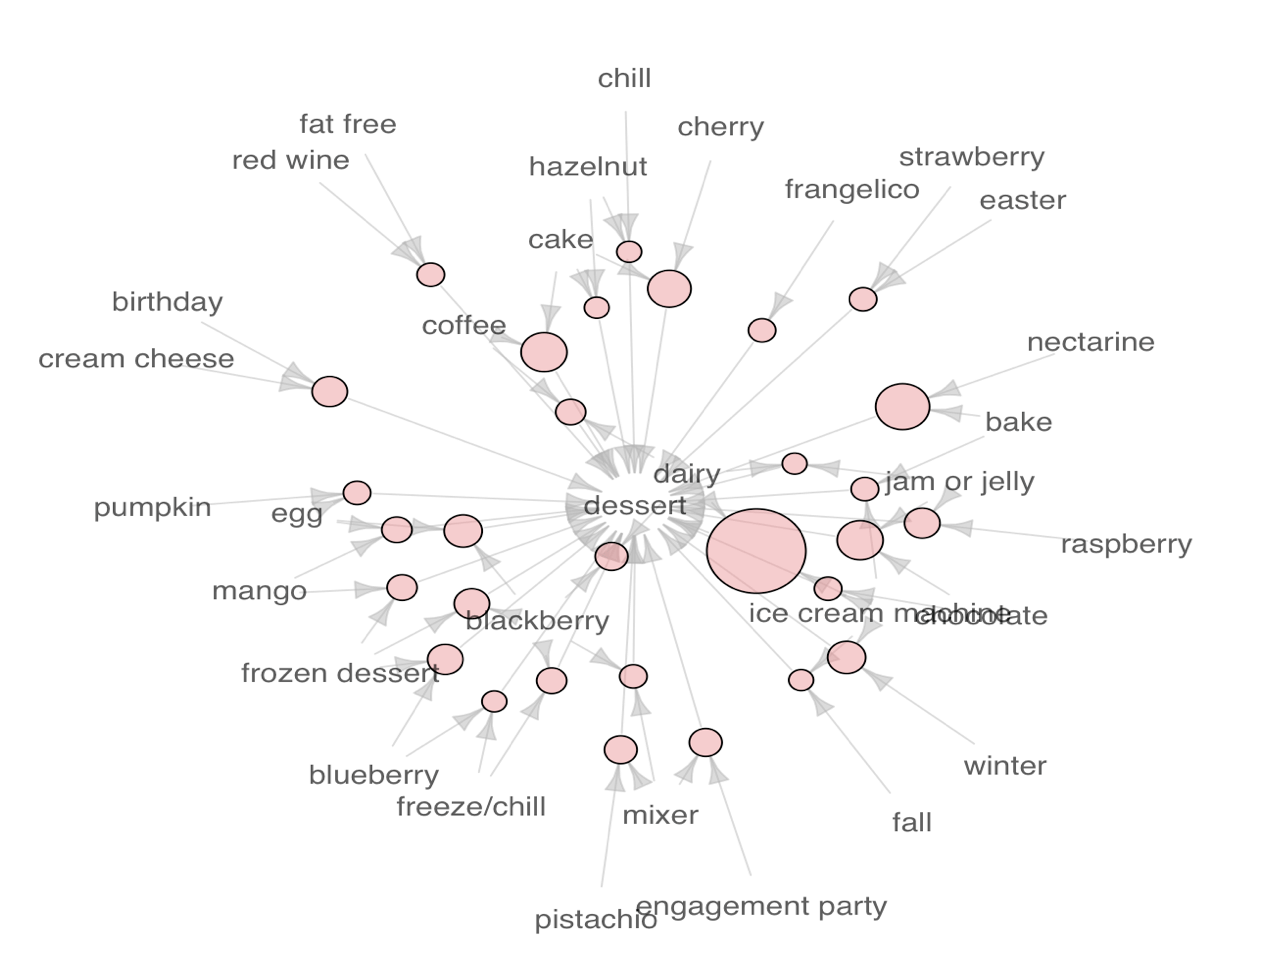 chill
fat free
cherry
red wine
hazelnut
strawberry
frangelico
easter
cake
birthday
coffee
nectarine
cream cheese
bake
dairy
jam or jelly
dessert
pumpkin
egg
raspberry
mango
ice cream machine
chocolate
blackberry
frozen dessert
winter
blueberry
freeze/chill
mixer
fall
engagement party
pistachio